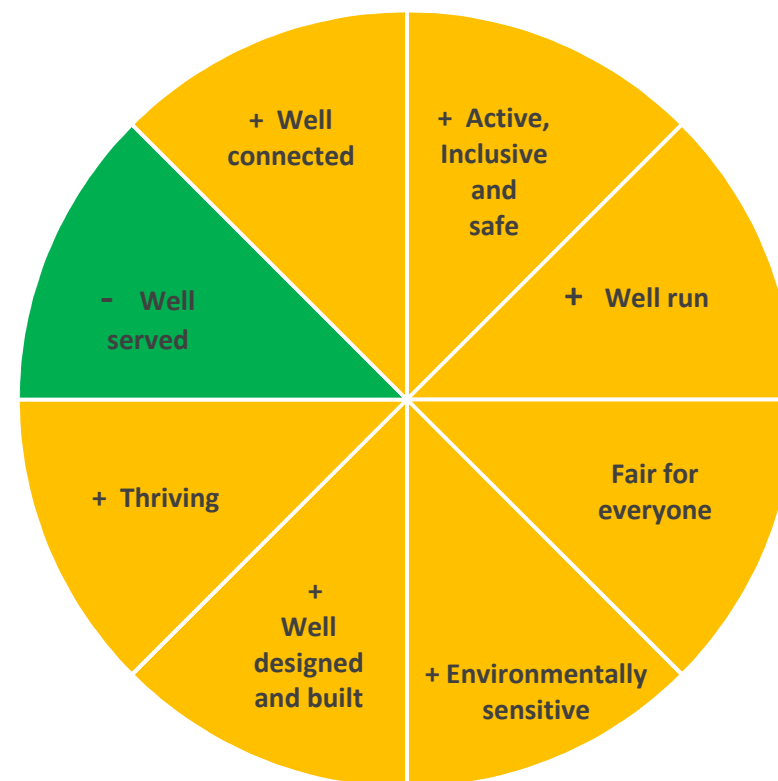 + Well
connected
+ Active,
Inclusive
and
safe
+ Well run
Fair for
everyone
+ Environmentally
sensitive
+
Well
designed
and built
+ Thriving
- Well
served